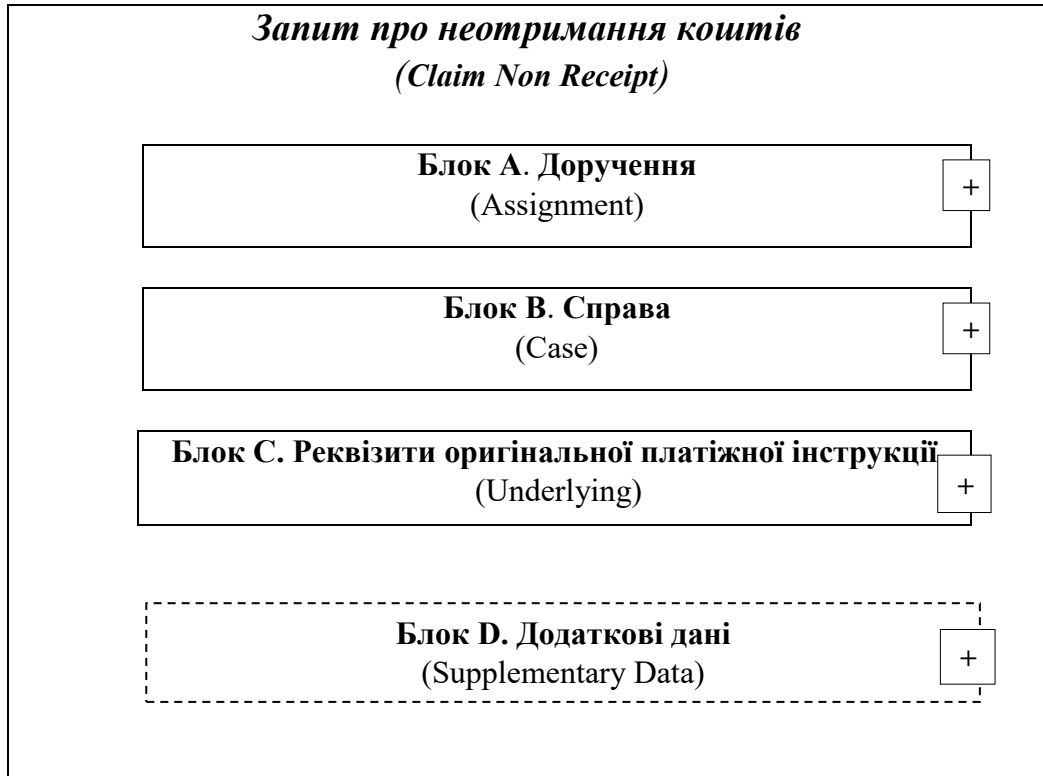 Запит про неотримання коштів
(Claim Non Receipt)
Блок А. Доручення
(Assignment)
+
Блок В. Справа
(Case)
+
Блок С. Реквізити оригінальної платіжної інструкції
(Underlying)
+
Блок D. Додаткові дані
(Supplementary Data)
+